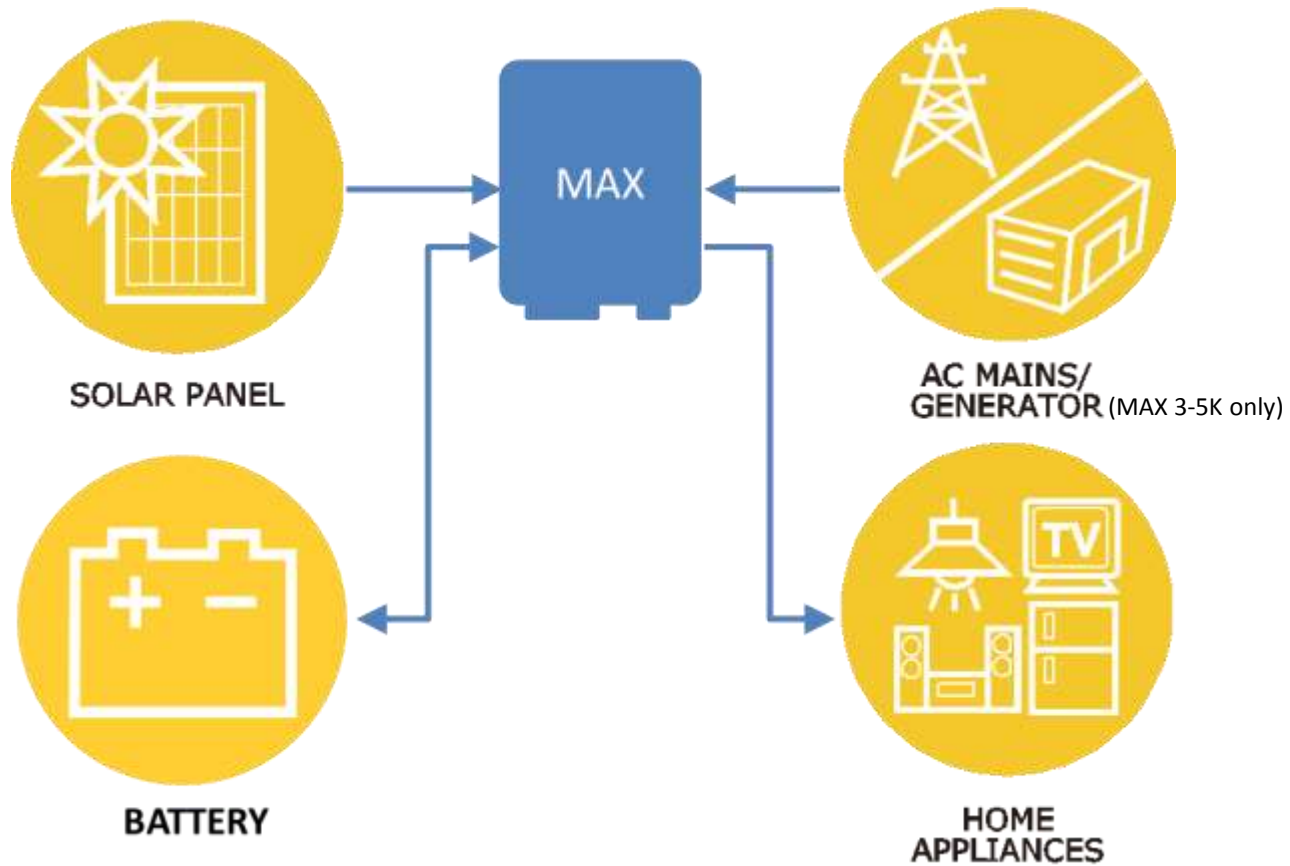 MAX
SOLAR PANEL
AC MAINS/
GENERATOR (MAX 3-5K only)
+ -
BATTERY
TV
HOME
APPLIANCES